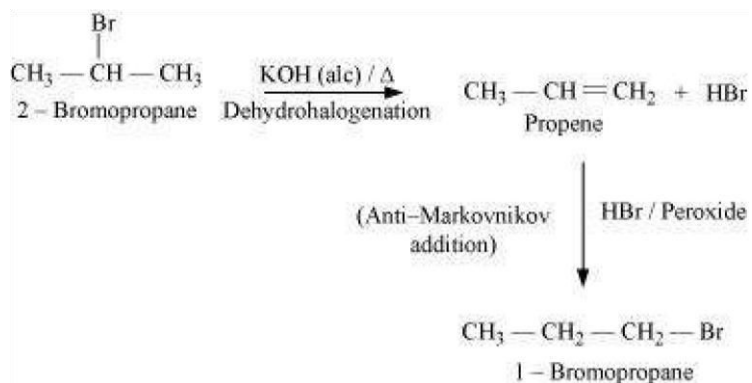 Br
CH₃ — CH — CH₃
2 – Bromopropane
KOH (alc) / Δ
Dehydrohalogenation
CH₃ — CH = CH₂ + HBr
Propene
(Anti–Markovnikov
addition)
HBr / Peroxide
CH₃ — CH₂ — CH₂ — Br
1 – Bromopropane